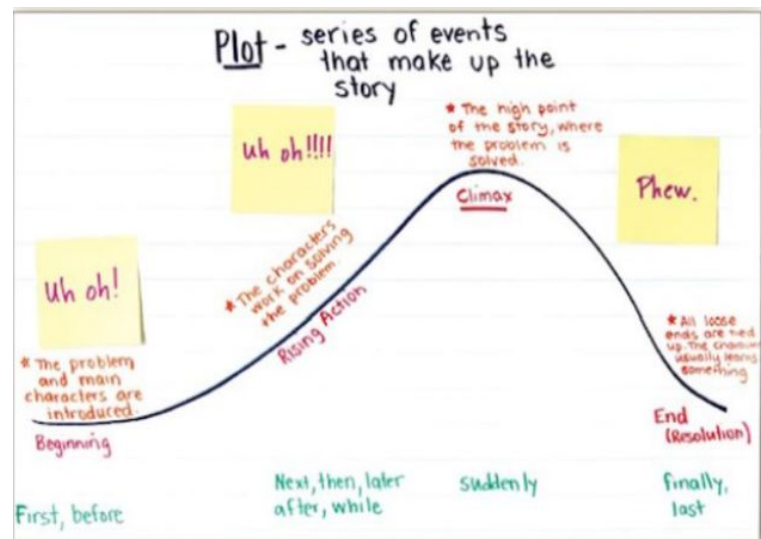 Plot - series of events
that make up the
story
uh oh!!!!
* The high point
of the story, where
the problem is
solved.
Climax
Phew.
Uh oh!
* The characters
work on solving
the problem.
Rising Action
* The problem
and main
characters are
introduced.
Beginning
* All loose
ends are tied
up. The
usually learns
something
End
(Resolution)
Next, then, later
after, while
suddenly
finally,
last
First, before